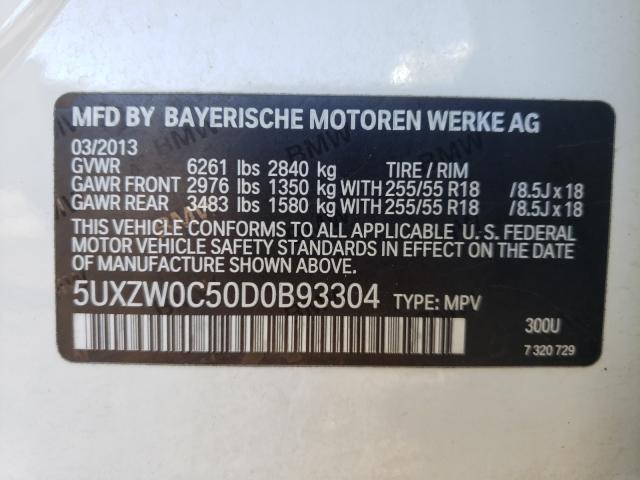 MFD BY BAYERISCHE MOTOREN WERKE AG
03/2013
GVWR 6261 lbs 2840 kg TIRE / RIM
GAWR FRONT 2976 lbs 1350 kg WITH 255/55 R18 /8.5J x 18
GAWR REAR 3483 lbs 1580 kg WITH 255/55 R18 /8.5J x 18
THIS VEHICLE CONFORMS TO ALL APPLICABLE U.S. FEDERAL
MOTOR VEHICLE SAFETY STANDARDS IN EFFECT ON THE DATE
OF MANUFACTURE SHOWN ABOVE.
5UXZW0C50D0B93304 TYPE: MPV
300U
7 320 729